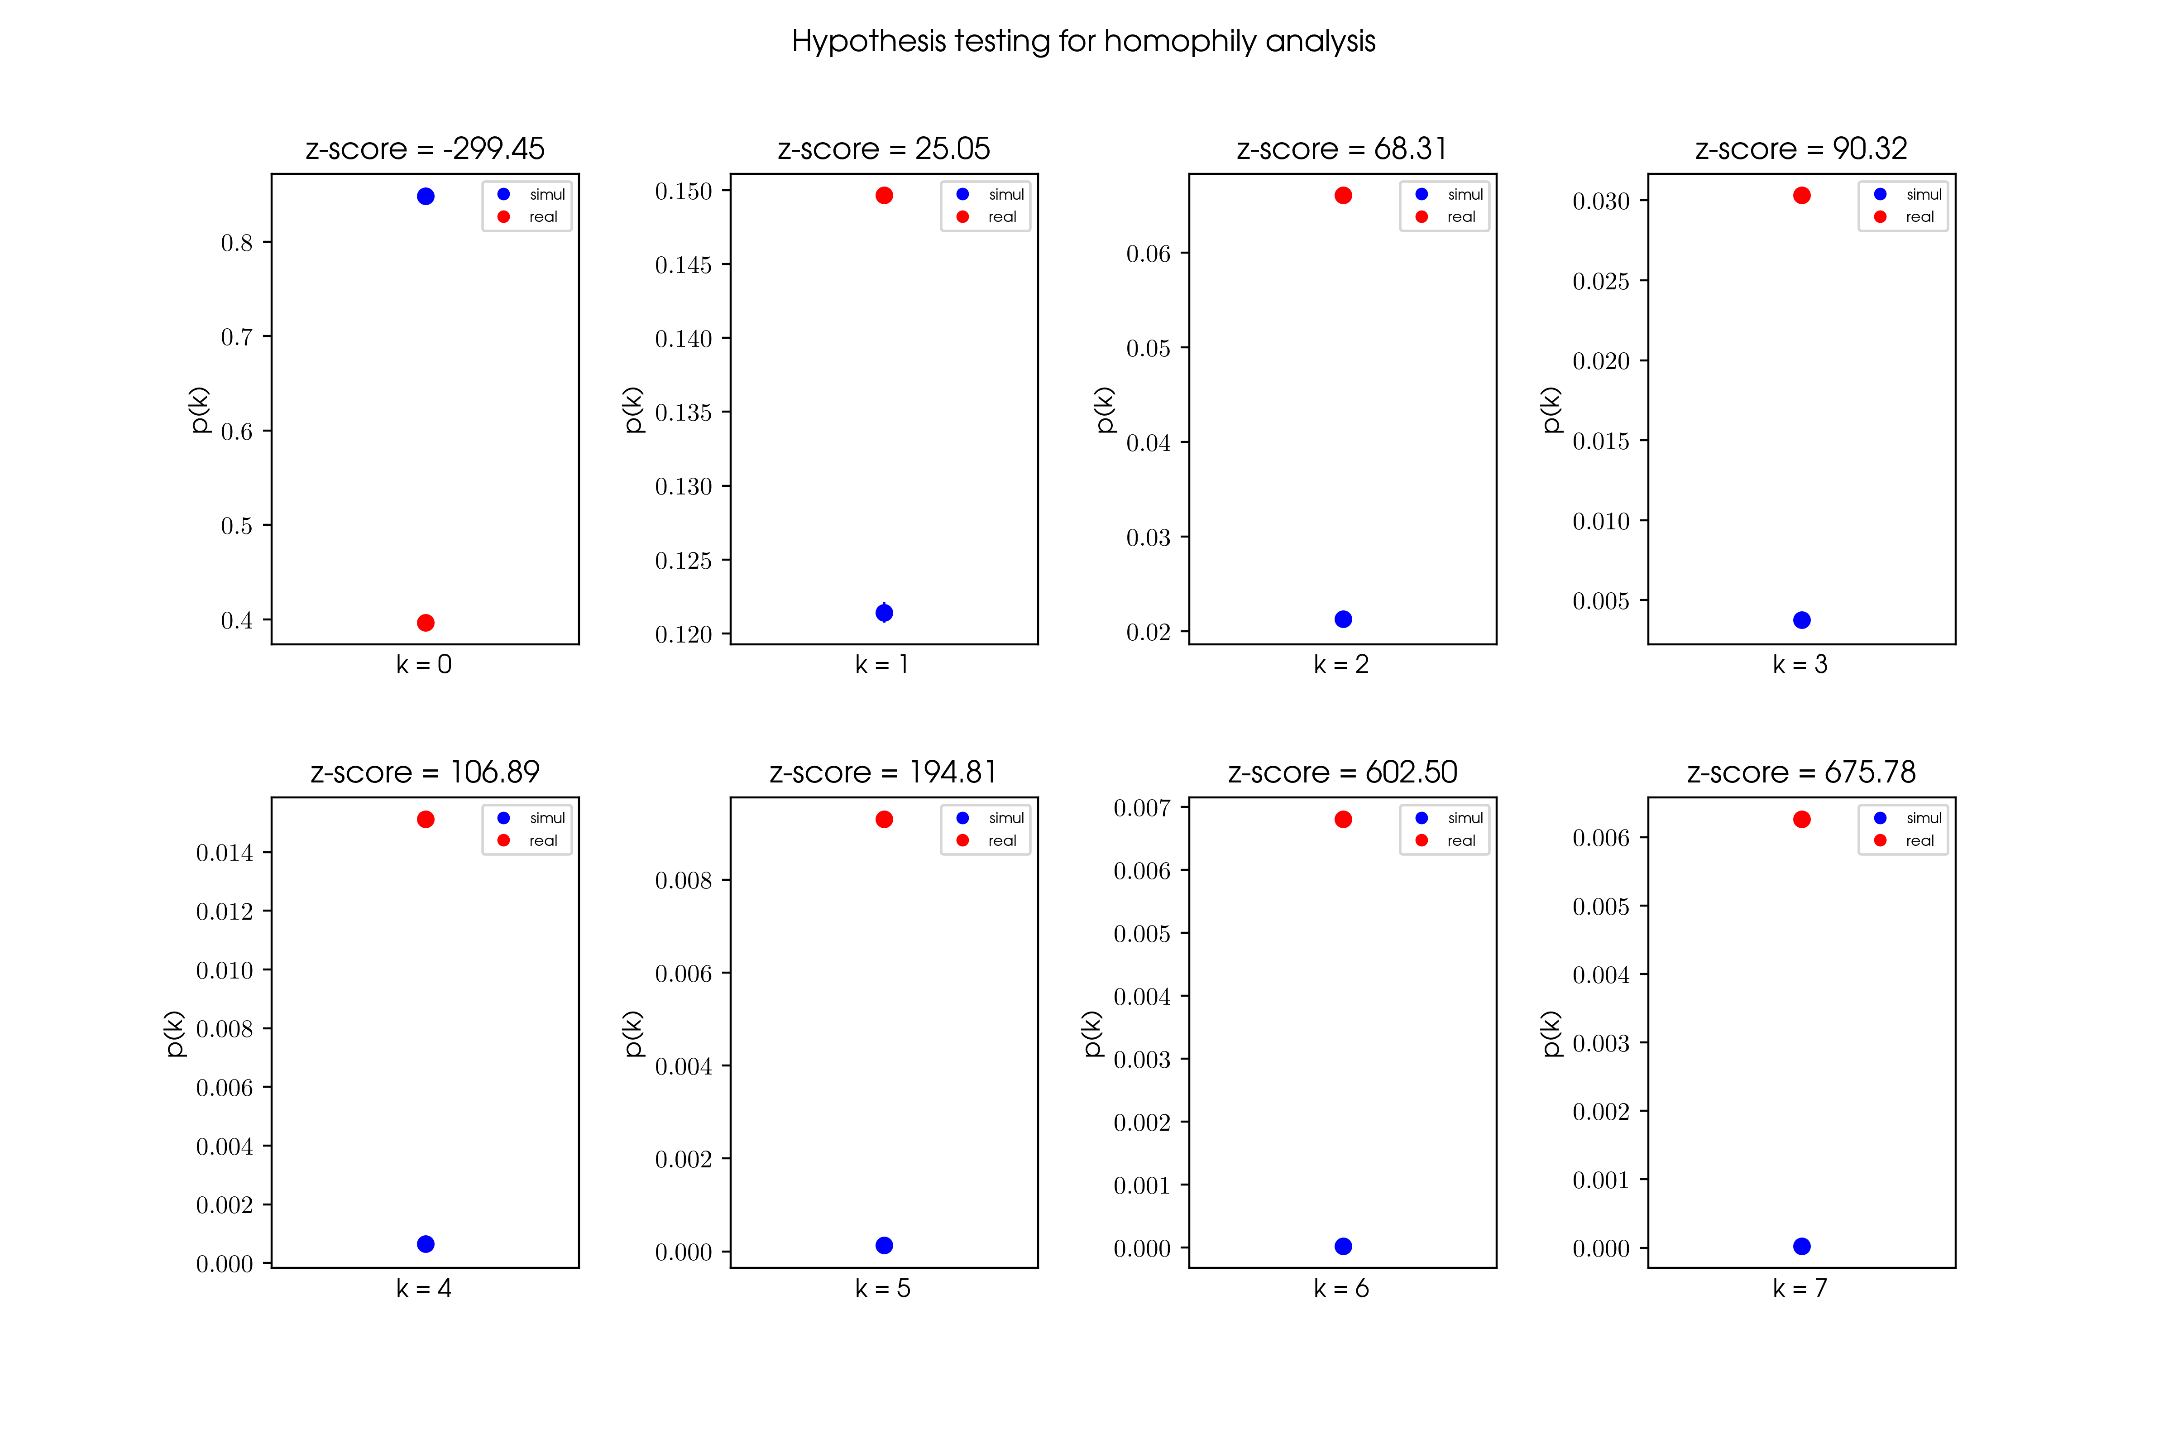 Hypothesis testing for homophily analysis
z-score = -299.45
simul
real
0.8
0.7
0.6
0.5
0.4
p(k)
k = 0
z-score = 25.05
simul
real
0.150
0.145
0.140
0.135
0.130
0.125
0.120
p(k)
k = 1
z-score = 68.31
simul
real
0.06
0.05
0.04
0.03
0.02
p(k)
k = 2
z-score = 90.32
simul
real
0.030
0.025
0.020
0.015
0.010
0.005
p(k)
k = 3
z-score = 106.89
simul
real
0.014
0.012
0.010
0.008
0.006
0.004
0.002
0.000
p(k)
k = 4
z-score = 194.81
simul
real
0.008
0.006
0.004
0.002
0.000
p(k)
k = 5
z-score = 602.50
simul
real
0.007
0.006
0.005
0.004
0.003
0.002
0.001
0.000
p(k)
k = 6
z-score = 675.78
simul
real
0.006
0.005
0.004
0.003
0.002
0.001
0.000
p(k)
k = 7